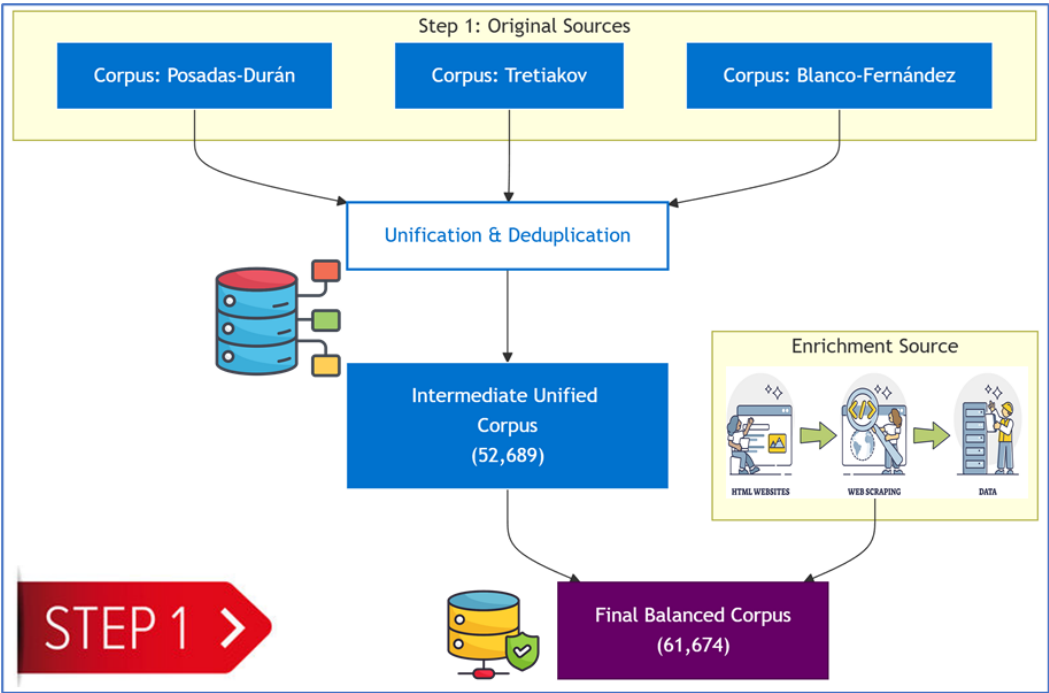 Step 1: Original Sources
Corpus: Posadas-Durán
Corpus: Tretiakov
Corpus: Blanco-Fernández
Unification & Deduplication
Enrichment Source
Intermediate Unified
Corpus
(52,689)
HTML WEBSITES
WEB SCRAPING
DATA
STEP 1
Final Balanced Corpus
(61,674)